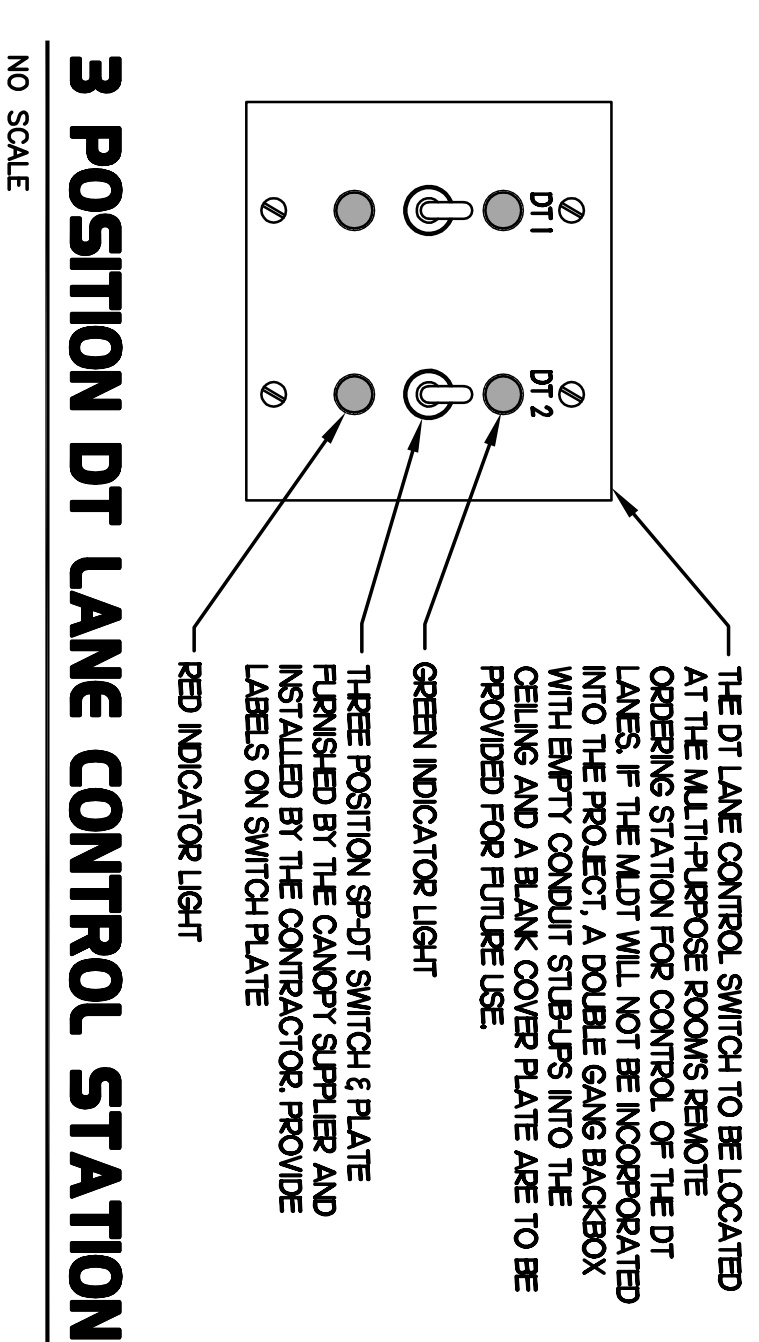 DT 1
DT 2
THE DT LANE CONTROL SWITCH TO BE LOCATED
AT THE MULTI-PURPOSE ROOM'S REMOTE
ORDERING STATION FOR CONTROL OF THE DT
LANES. IF THE MLDT WILL NOT BE INCORPORATED
INTO THE PROJECT, A DOUBLE GANG BACKBOX
WITH EMPTY CONDUIT STUB-UPS INTO THE
CEILING AND A BLANK COVER PLATE ARE TO BE
PROVIDED FOR FUTURE USE.
GREEN INDICATOR LIGHT
THREE POSITION SP-DT SWITCH & PLATE
FURNISHED BY THE CANOPY SUPPLIER AND
INSTALLED BY THE CONTRACTOR. PROVIDE
LABELS ON SWITCH PLATE
RED INDICATOR LIGHT
3 POSITION DT LANE CONTROL STATION
NO SCALE